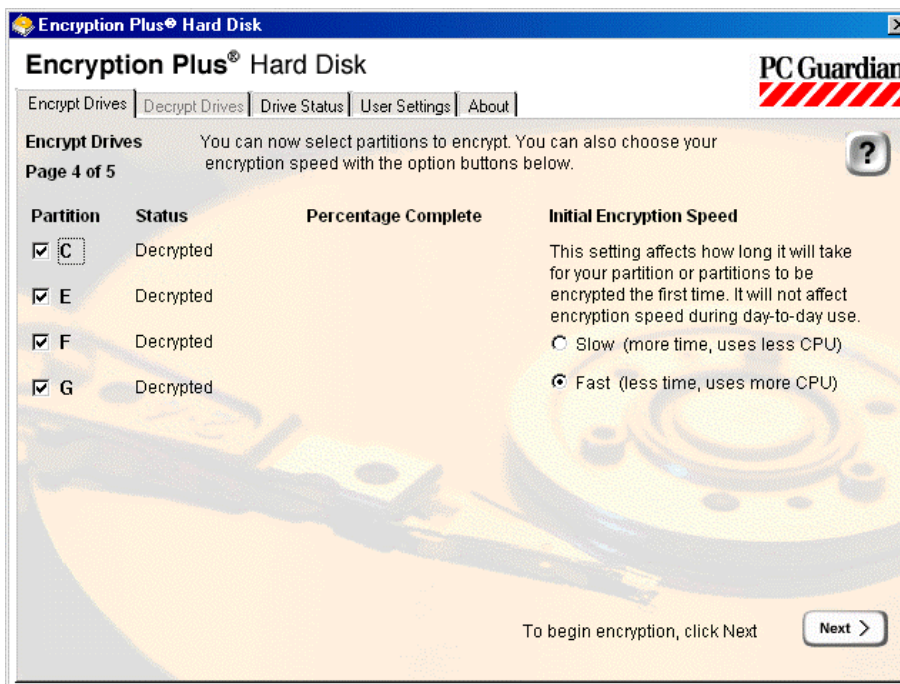 Encryption Plus® Hard Disk
Encryption Plus® Hard Disk
PC Guardian
Encrypt Drives Decrypt Drives Drive Status User Settings About
Encrypt Drives
Page 4 of 5
You can now select partitions to encrypt. You can also choose your
encryption speed with the option buttons below.
?
Partition Status Percentage Complete Initial Encryption Speed
C Decrypted
E Decrypted
F Decrypted
G Decrypted
This setting affects how long it will take
for your partition or partitions to be
encrypted the first time. It will not affect
encryption speed during day-to-day use.
Slow (more time, uses less CPU)
Fast (less time, uses more CPU)
To begin encryption, click Next
Next >